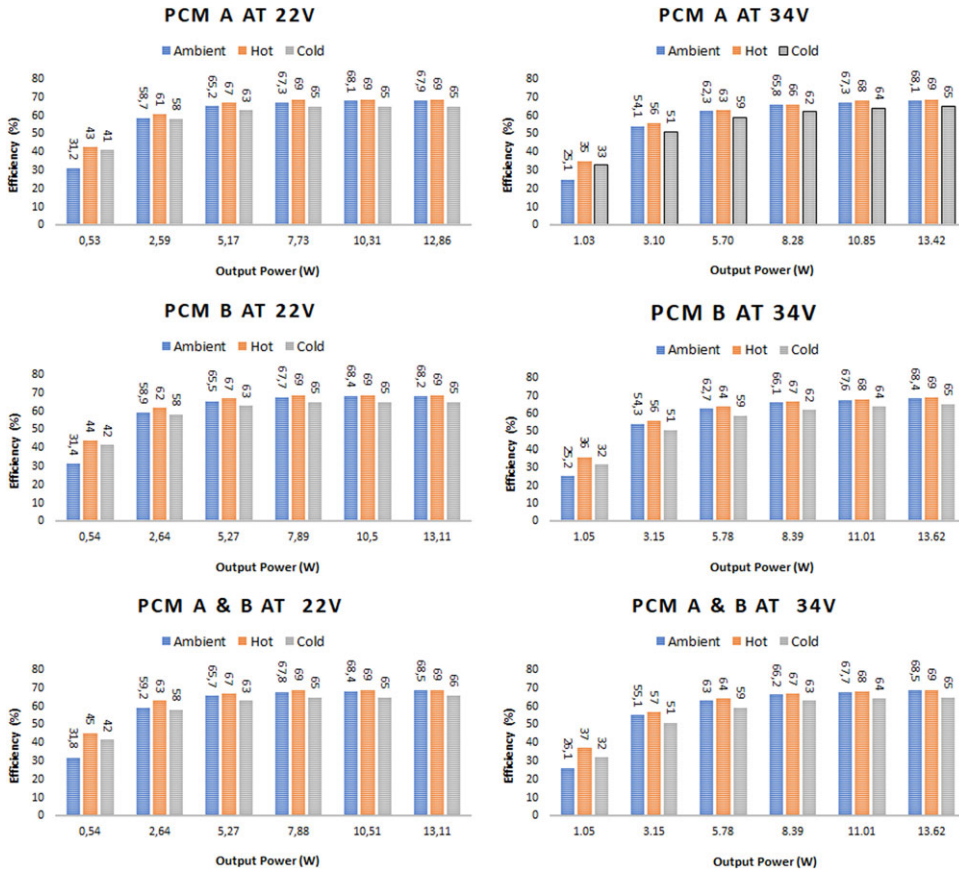 PCM A AT 22V
Ambient Hot Cold
Efficiency (%)
80
70
60
50
40
30
20
10
0
31,2 43 41 58,7 61 58 65,2 67 63 67,3 69 65 68,1 69 65 67,9 69 65
0,53 2,59 5,17 7,73 10,31 12,86
Output Power (W)
PCM A AT 34V
Ambient Hot Cold
Efficiency (%)
80
70
60
50
40
30
20
10
0
25,1 35 33 54,1 56 51 62,3 63 59 65,8 66 62 67,3 68 64 68,1 69 65
1.03 3.10 5.70 8.28 10.85 13.42
Output Power (W)
PCM B AT 22V
Ambient Hot Cold
Efficiency (%)
80
70
60
50
40
30
20
10
0
31,4 44 42 58,9 62 58 65,5 67 63 67,7 69 65 68,4 69 65 68,2 69 65
0,54 2,64 5,27 7,89 10,5 13,11
Output Power (W)
PCM B AT 34V
Ambient Hot Cold
Efficiency (%)
80
70
60
50
40
30
20
10
0
25,2 36 32 54,3 56 51 62,7 64 59 66,1 67 62 67,6 68 64 68,4 69 65
1.05 3.15 5.78 8.39 11.01 13.62
Output Power (W)
PCM A & B AT 22V
Ambient Hot Cold
Efficiency (%)
80
70
60
50
40
30
20
10
0
31,8 45 42 59,2 63 58 65,7 67 63 67,8 69 65 68,4 69 65 68,5 69 66
0,54 2,64 5,27 7,88 10,51 13,11
Output Power (W)
PCM A & B AT 34V
Ambient Hot Cold
Efficiency (%)
80
70
60
50
40
30
20
10
0
26,1 37 32 55,1 57 51 63 64 59 66,2 67 63 67,7 68 64 68,5 69 65
1.05 3.15 5.78 8.39 11.01 13.62
Output Power (W)